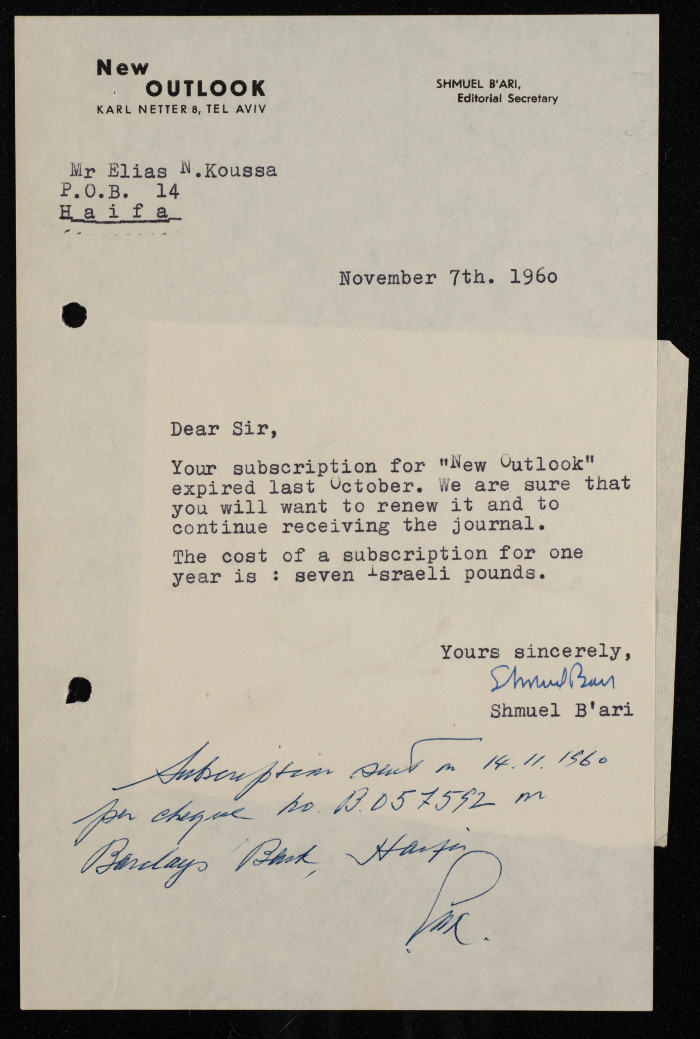 New
OUTLOOK
KARL NETTER 8, TEL AVIV
SHMUEL B'ARI,
Editorial Secretary
Mr Elias N.Koussa
P.O.B. 14
Haifa
November 7th. 1960
Dear Sir,
Your subscription for "New Outlook"
expired last October. We are sure that
you will want to renew it and to
continue receiving the journal.
The cost of a subscription for one
year is : seven Israeli pounds.
Yours sincerely,
Shmuel Bari
Shmuel B'ari
Subscription sent on 14.11.1960
per cheque No. B.057592 on
Barclays Bank, Haifa